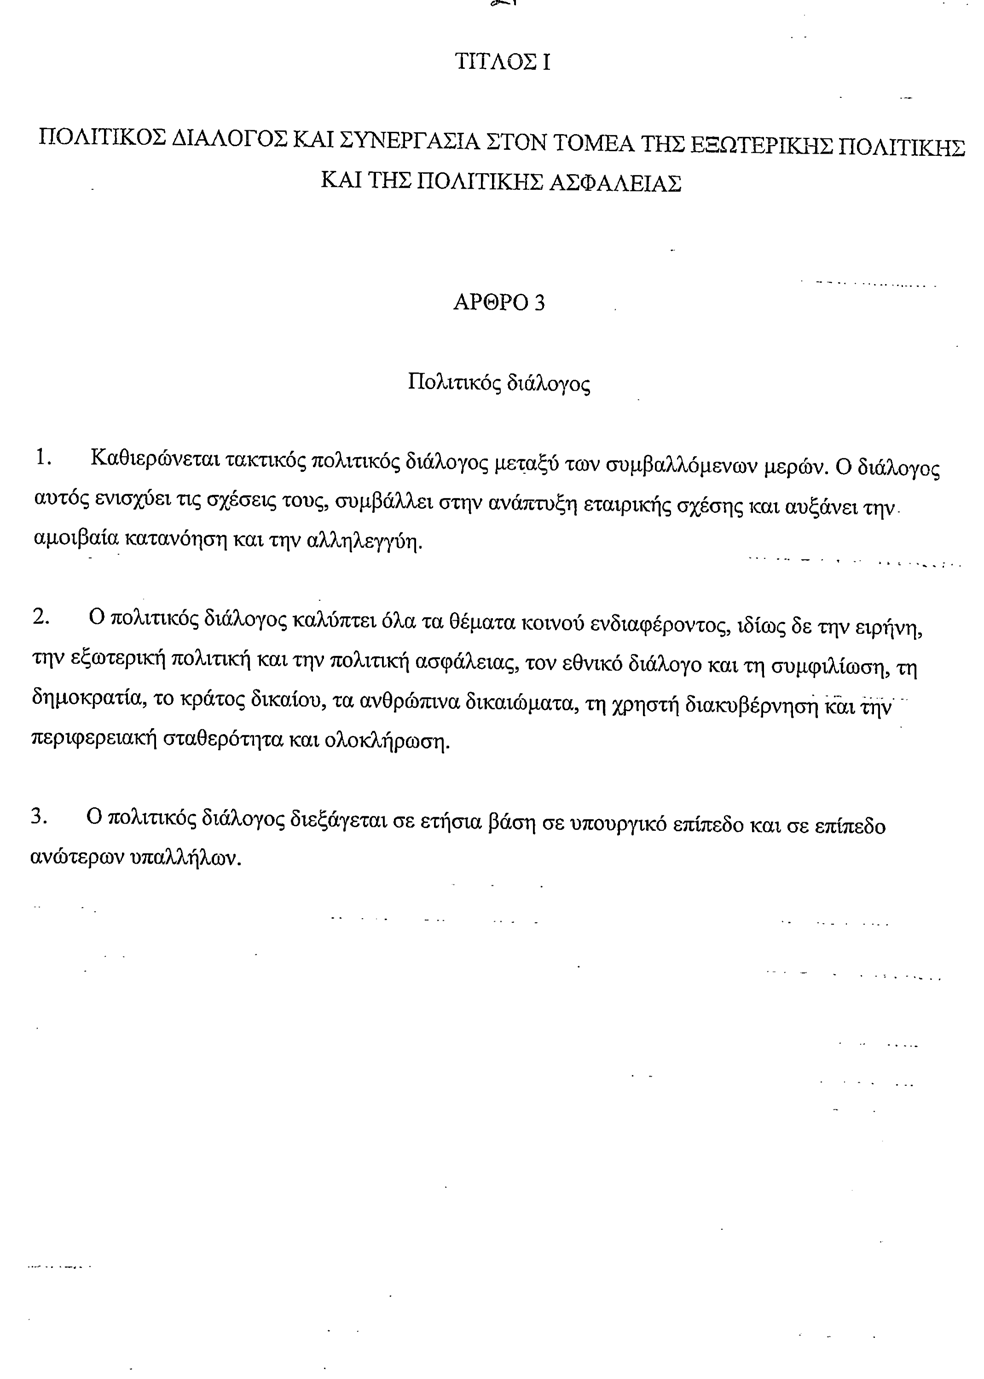 ΤΙΤΛΟΣ Ι
ΠΟΛΙΤΙΚΟΣ ΔΙΑΛΟΓΟΣ ΚΑΙ ΣΥΝΕΡΓΑΣΙΑ ΣΤΟΝ ΤΟΜΕΑ ΤΗΣ ΕΞΩΤΕΡΙΚΗΣ ΠΟΛΙΤΙΚΗΣ
ΚΑΙ ΤΗΣ ΠΟΛΙΤΙΚΗΣ ΑΣΦΑΛΕΙΑΣ
ΑΡΘΡΟ 3
Πολιτικός διάλογος
1. Καθιερώνεται τακτικός πολιτικός διάλογος μεταξύ των συμβαλλόμενων μερών. Ο διάλογος
αυτός ενισχύει τις σχέσεις τους, συμβάλλει στην ανάπτυξη εταιρικής σχέσης και αυξάνει την
αμοιβαία κατανόηση και την αλληλεγγύη.
2. Ο πολιτικός διάλογος καλύπτει όλα τα θέματα κοινού ενδιαφέροντος, ιδίως δε την ειρήνη,
την εξωτερική πολιτική και την πολιτική ασφάλειας, τον εθνικό διάλογο και τη συμφιλίωση, τη
δημοκρατία, το κράτος δικαίου, τα ανθρώπινα δικαιώματα, τη χρηστή διακυβέρνηση και την
περιφερειακή σταθερότητα και ολοκλήρωση.
3. Ο πολιτικός διάλογος διεξάγεται σε ετήσια βάση σε υπουργικό επίπεδο και σε επίπεδο
ανώτερων υπαλλήλων.